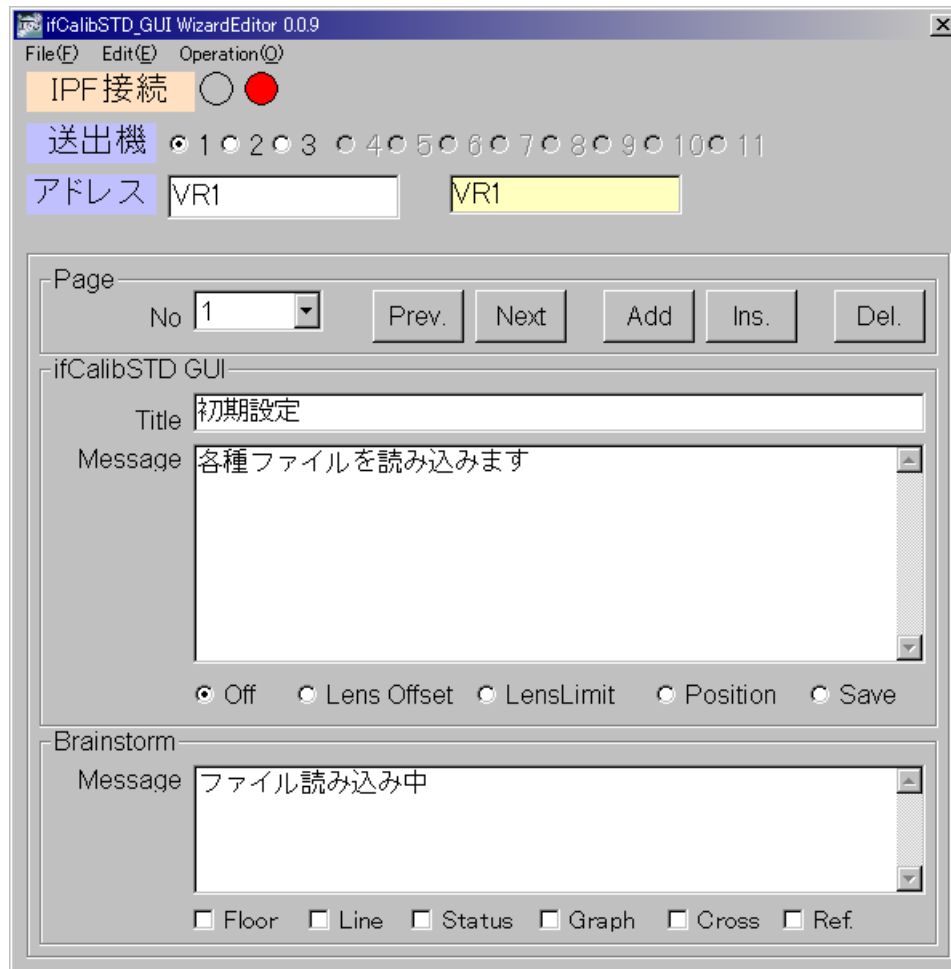 ifCalibSTD_GUI WizardEditor 0.0.9
File(F) Edit(E) Operation(O)
IPF接続
送出機 1 2 3 4 5 6 7 8 9 10 11
アドレス VR1 VR1
Page
No 1 Prev. Next Add Ins. Del.
ifCalibSTD GUI
Title 初期設定
Message 各種ファイルを読み込みます
Off Lens Offset LensLimit Position Save
Brainstorm
Message ファイル読み込み中
Floor Line Status Graph Cross Ref.